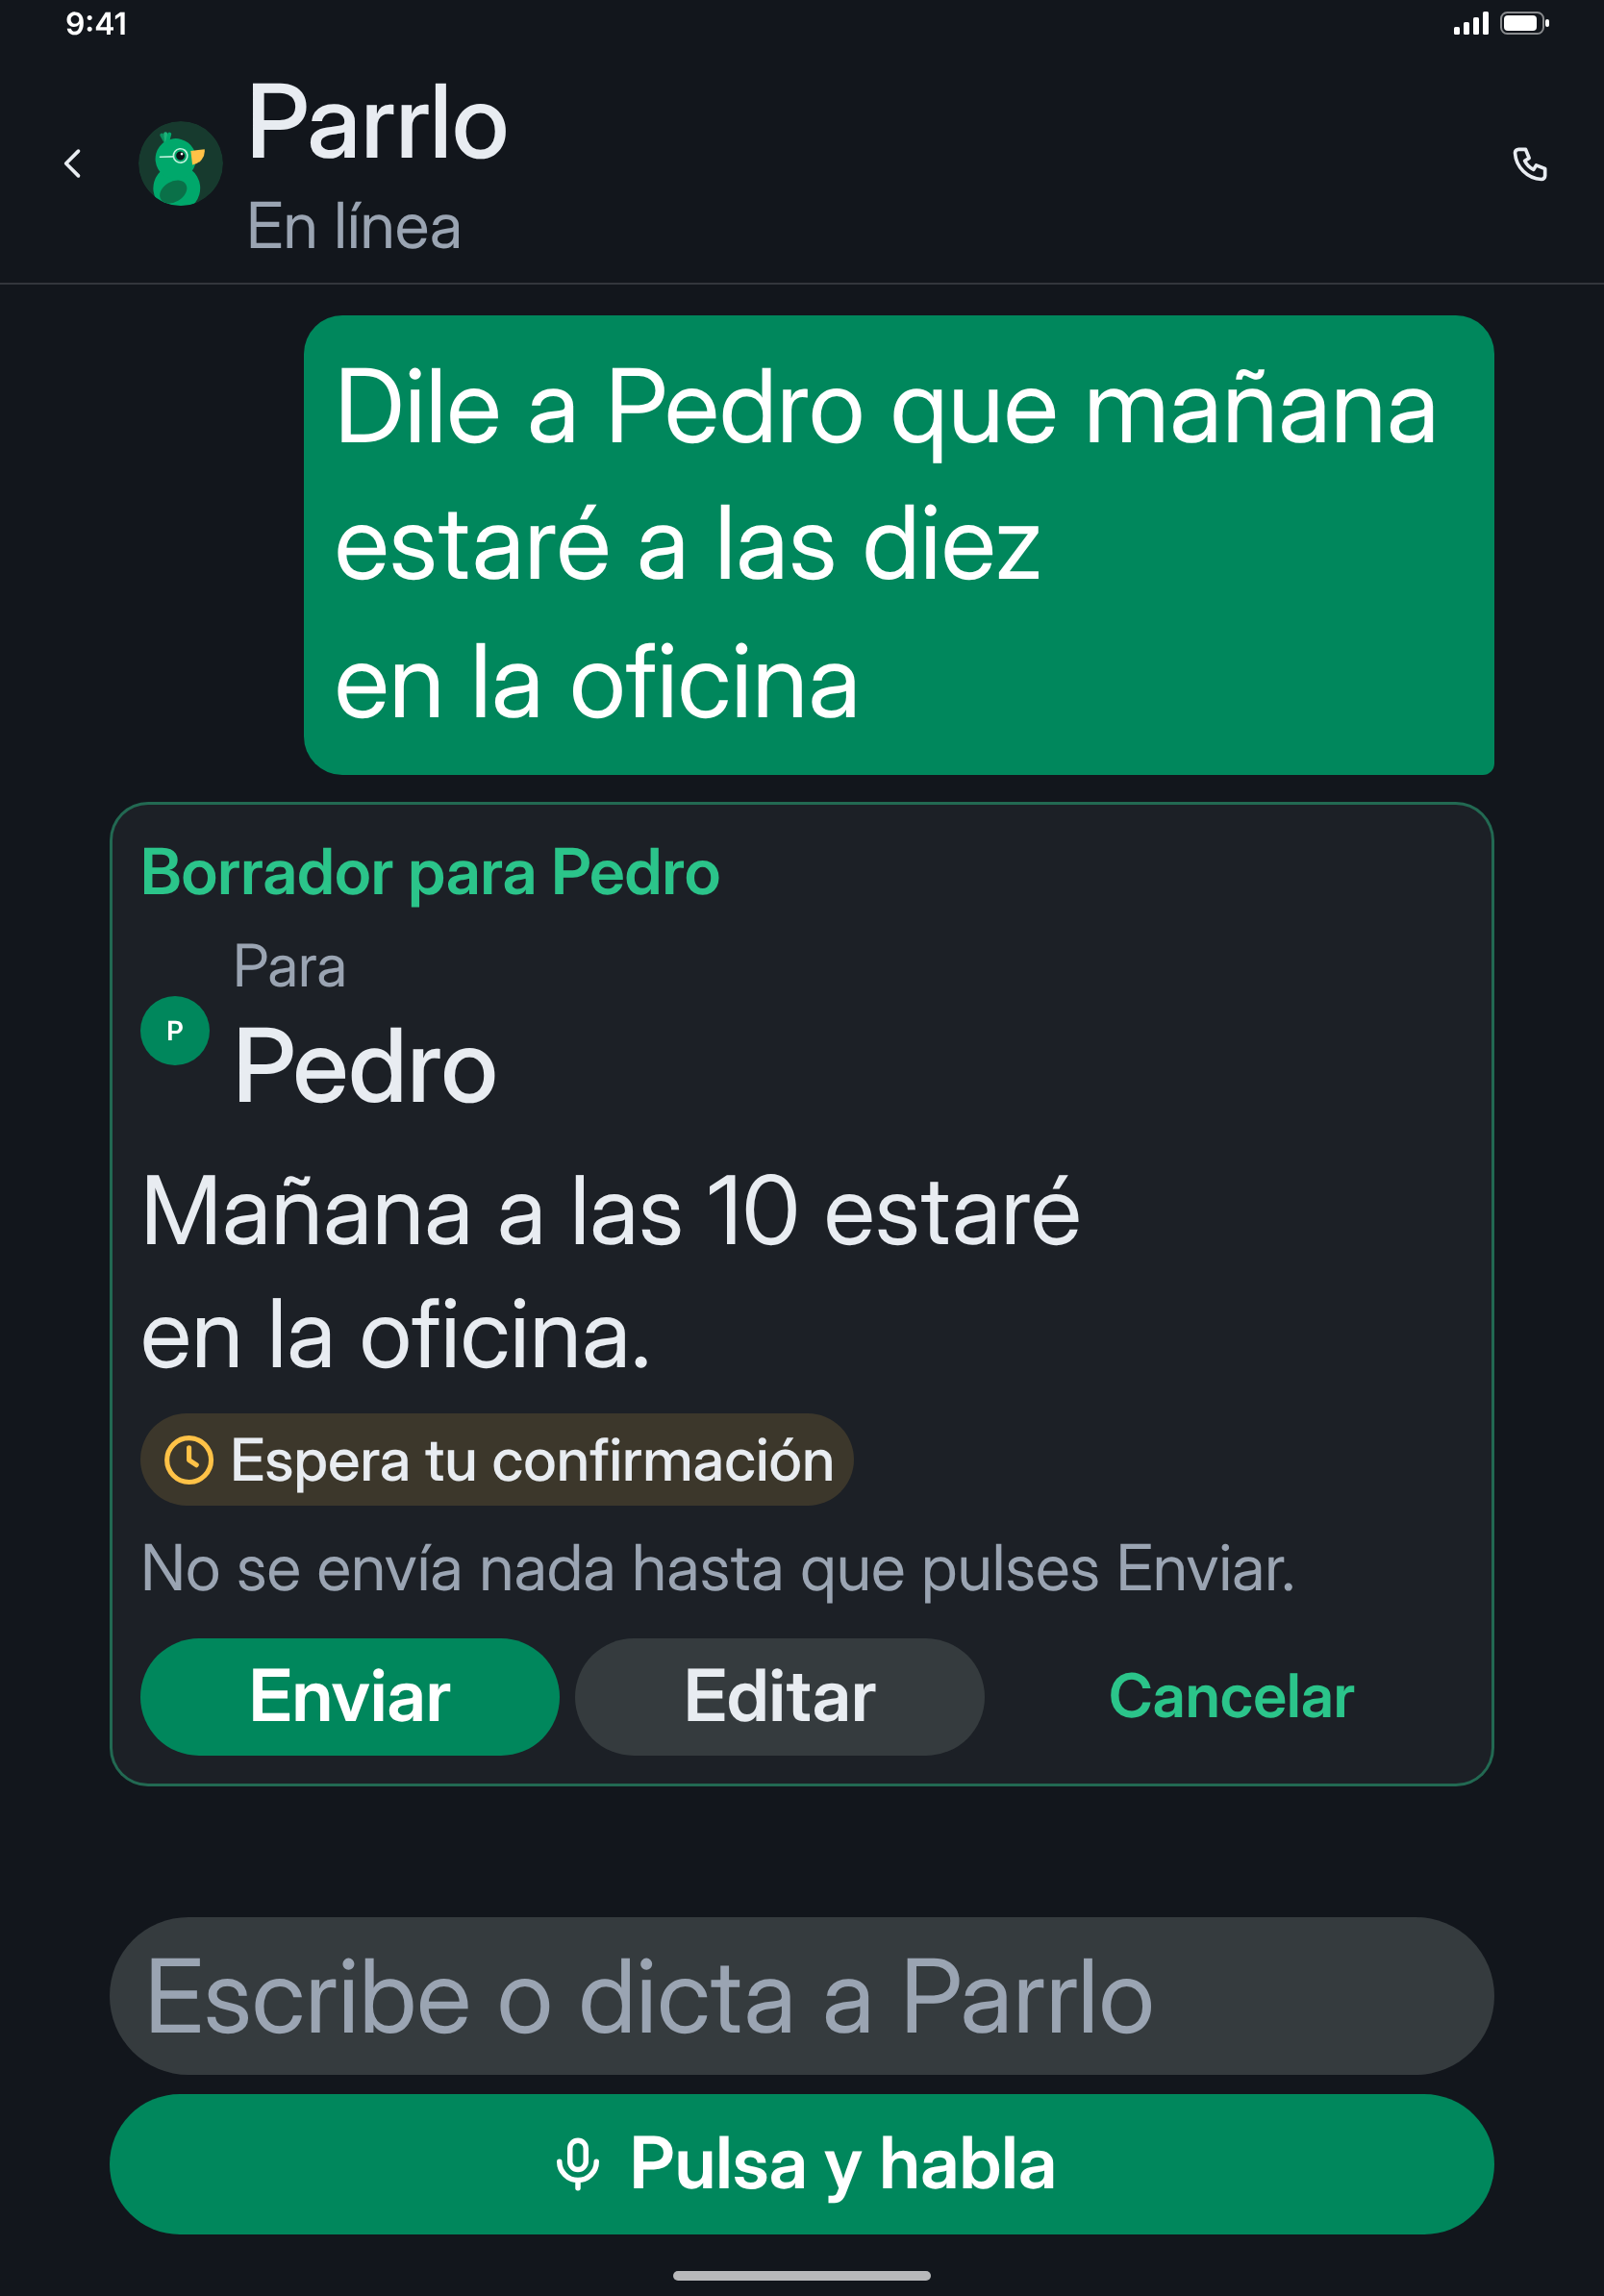 9:41
Parrlo
En línea
Dile a Pedro que mañana
estaré a las diez
en la oficina
Borrador para Pedro
Para
P
Pedro
Mañana a las 10 estaré
en la oficina.
Espera tu confirmación
No se envía nada hasta que pulses Enviar.
Enviar
Editar
Cancelar
Escribe o dicta a Parrlo
Pulsa y habla